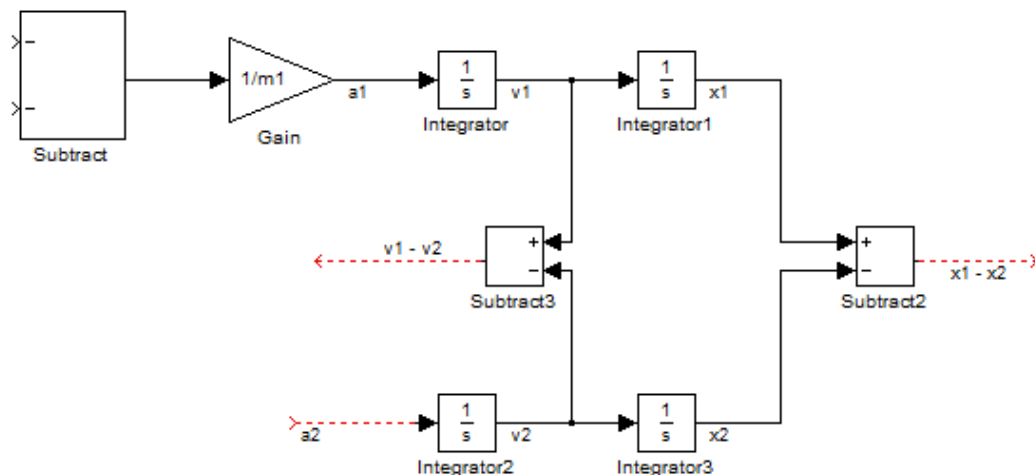 −
−
Subtract
1/m1
Gain
a1
1
s
Integrator
v1
1
s
Integrator1
x1
v1 - v2
+
−
Subtract3
+
−
Subtract2
x1 - x2
a2
1
s
Integrator2
v2
1
s
Integrator3
x2